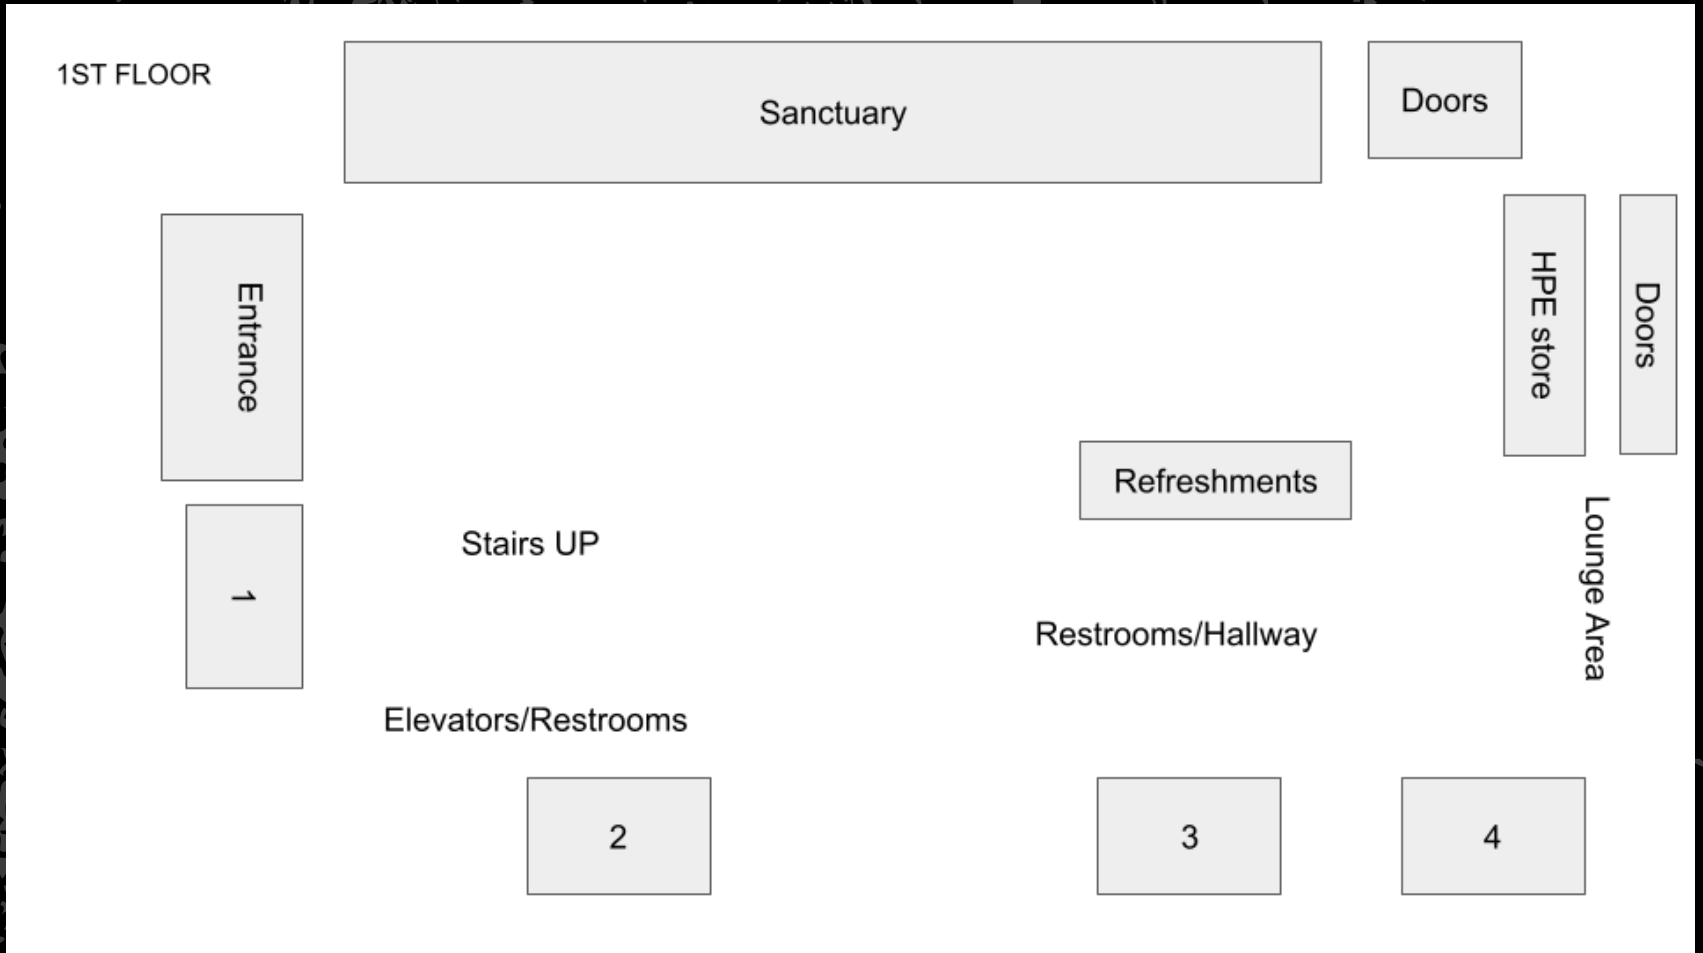 1ST FLOOR
Sanctuary
Doors
Entrance
HPE store
Doors
Refreshments
1
Stairs UP
Lounge Area
Restrooms/Hallway
Elevators/Restrooms
2
3
4